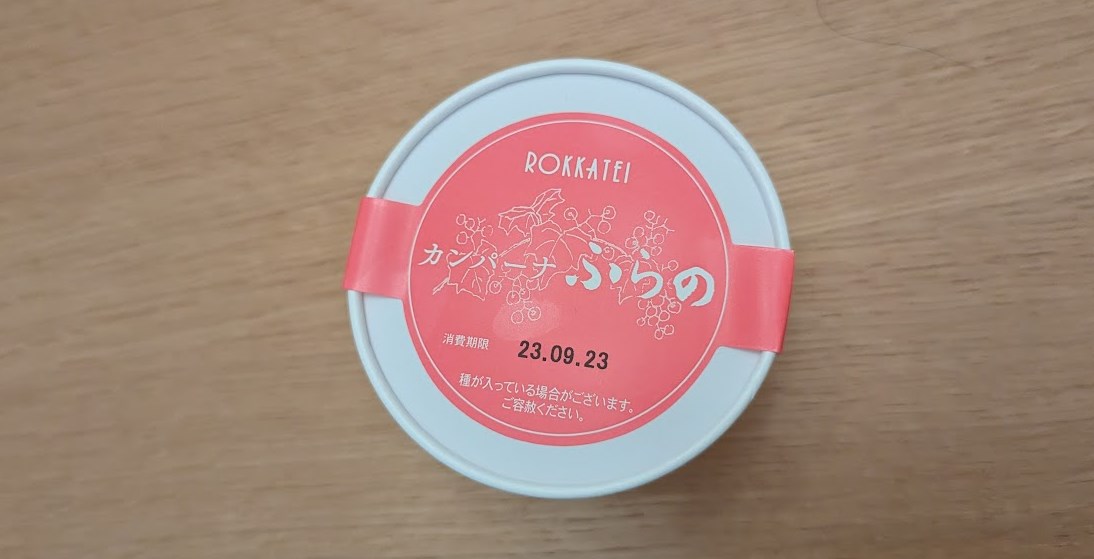 ROKKATEI
カンパーナ ふらの
消費期限 23.09.23
種が入っている場合がございます。
ご容赦ください。